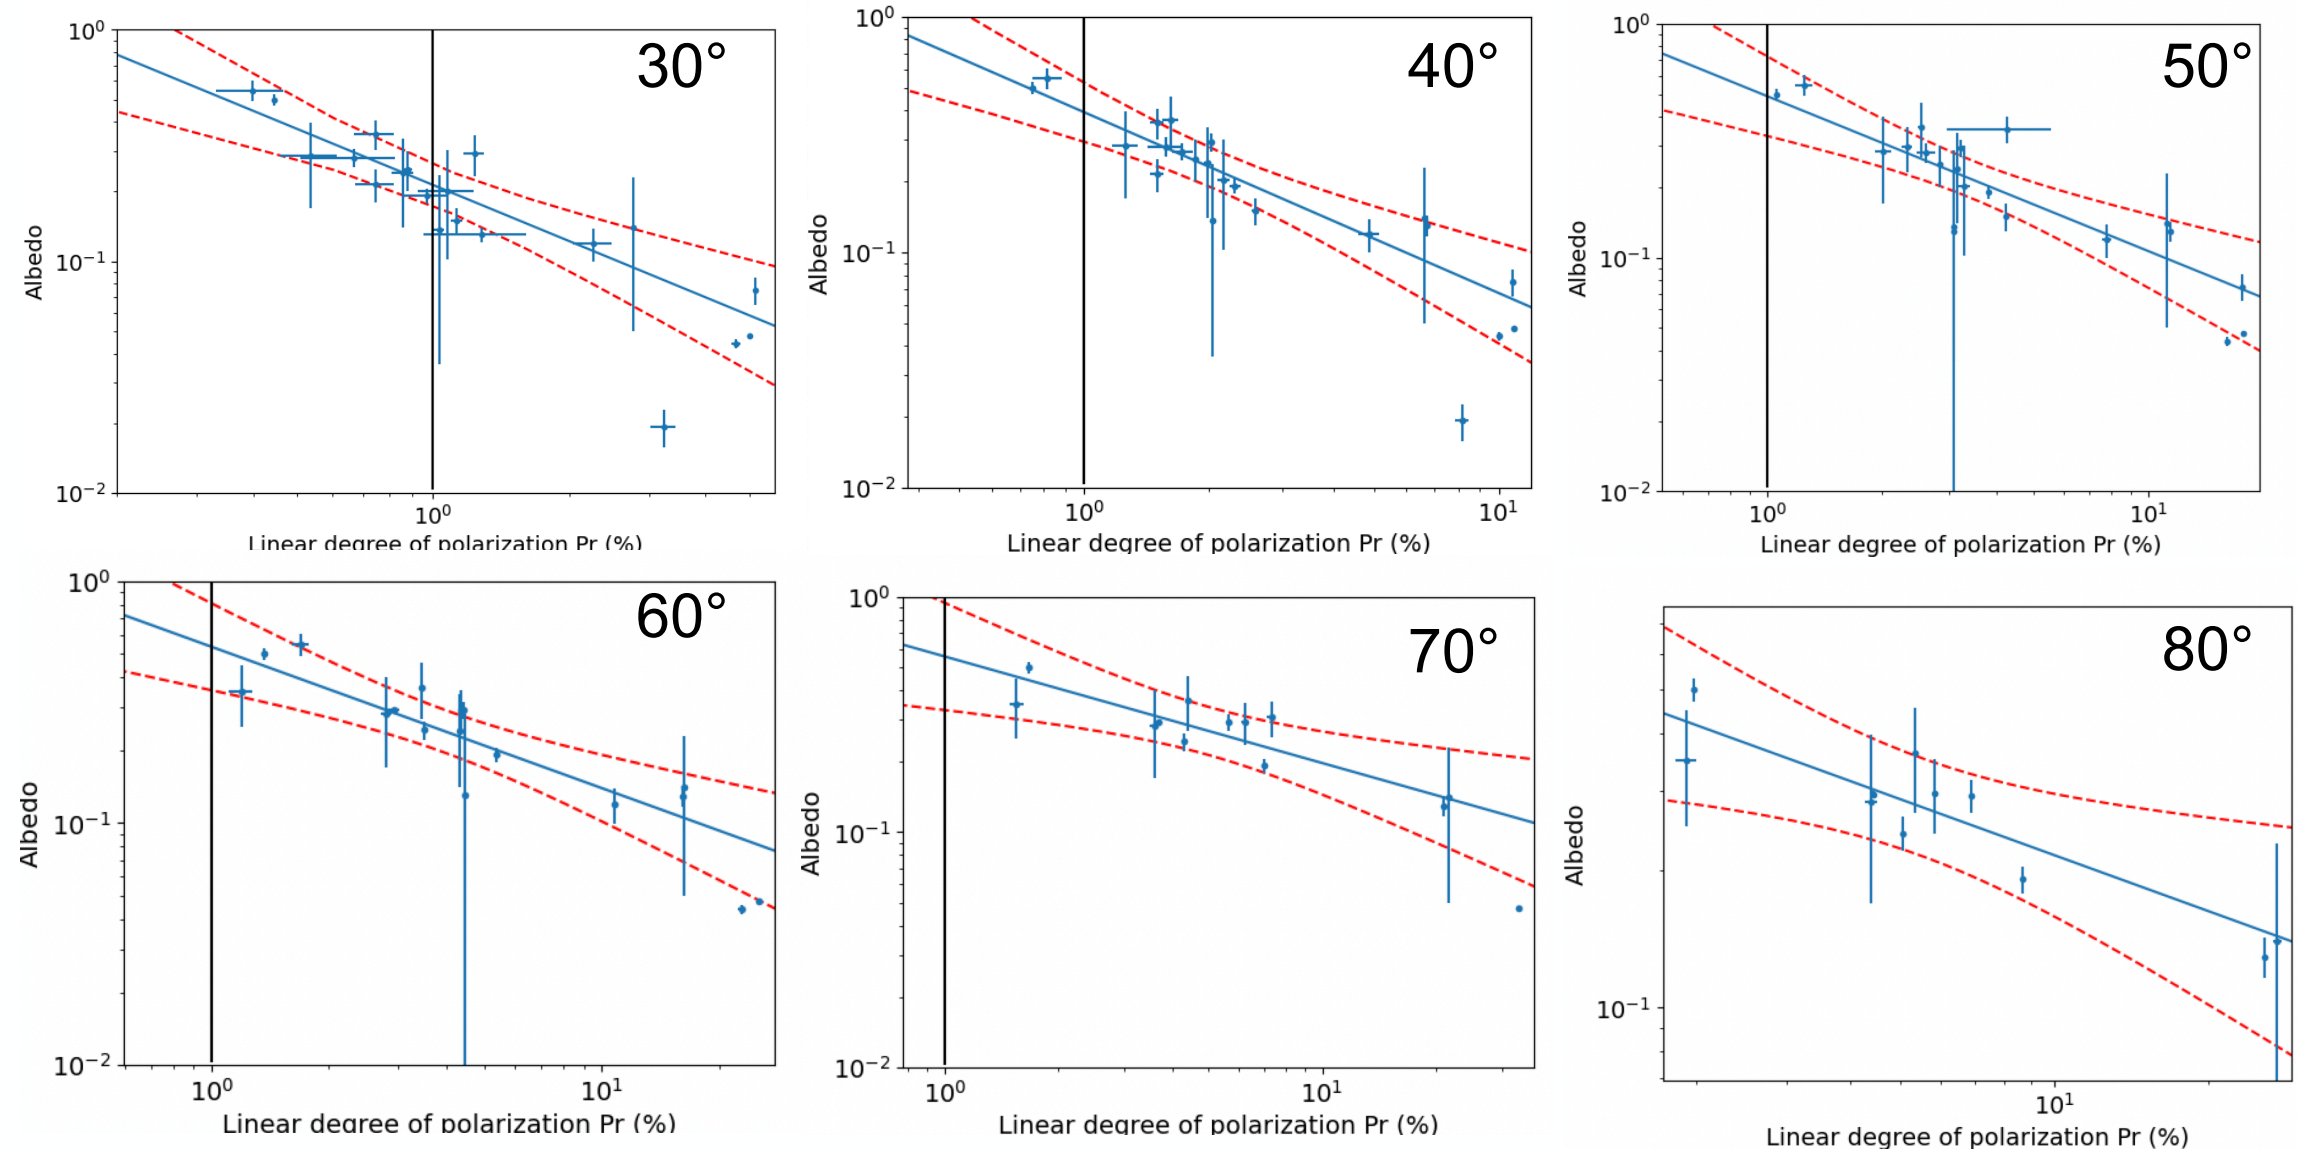 30°
10⁰
10⁻¹
10⁻²
Albedo
10⁰
Linear degree of polarization Pr (%)
40°
10⁰
10⁻¹
10⁻²
Albedo
10⁰ 10¹
Linear degree of polarization Pr (%)
50°
10⁰
10⁻¹
10⁻²
Albedo
10⁰ 10¹
Linear degree of polarization Pr (%)
60°
10⁰
10⁻¹
10⁻²
Albedo
10⁰ 10¹
Linear degree of polarization Pr (%)
70°
10⁰
10⁻¹
10⁻²
Albedo
10⁰ 10¹
Linear degree of polarization Pr (%)
80°
10⁻¹
Albedo
10¹
Linear degree of polarization Pr (%)